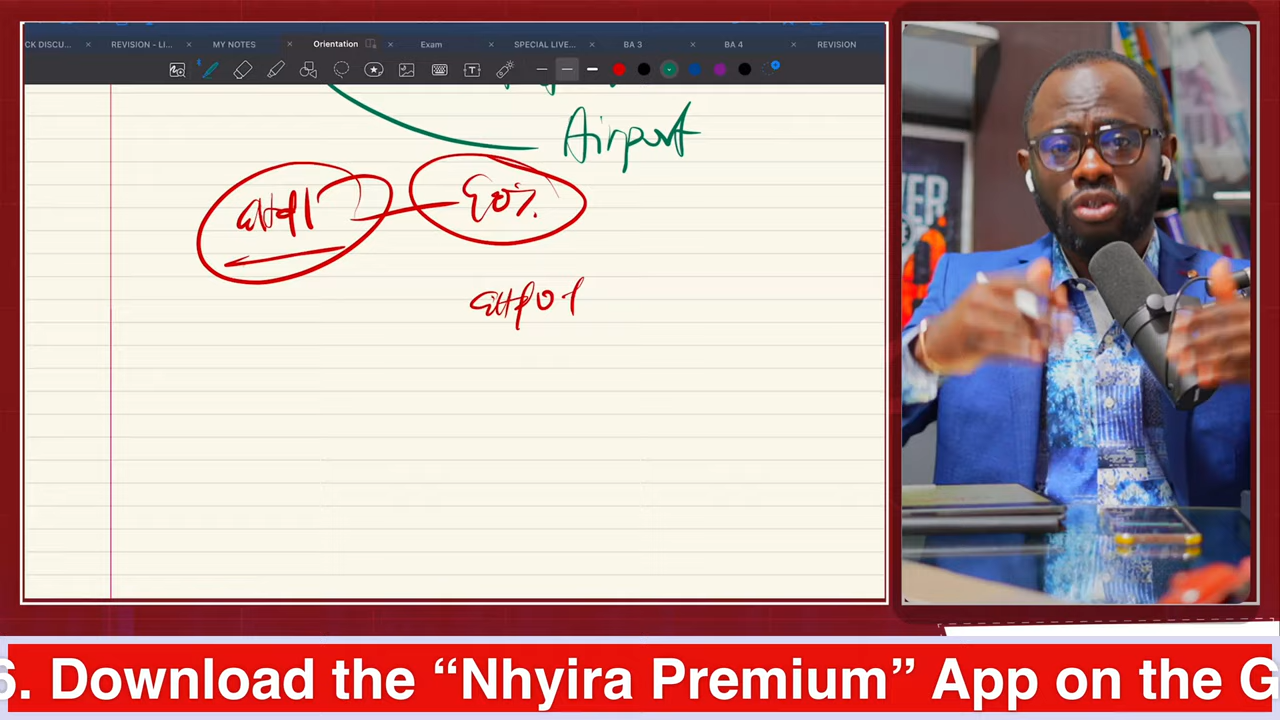 CK DISCU... REVISION - LI... MY NOTES Orientation Exam SPECIAL LIVE... BA 3 BA 4 REVISION
Airport
6. Download the “Nhyira Premium” App on the G